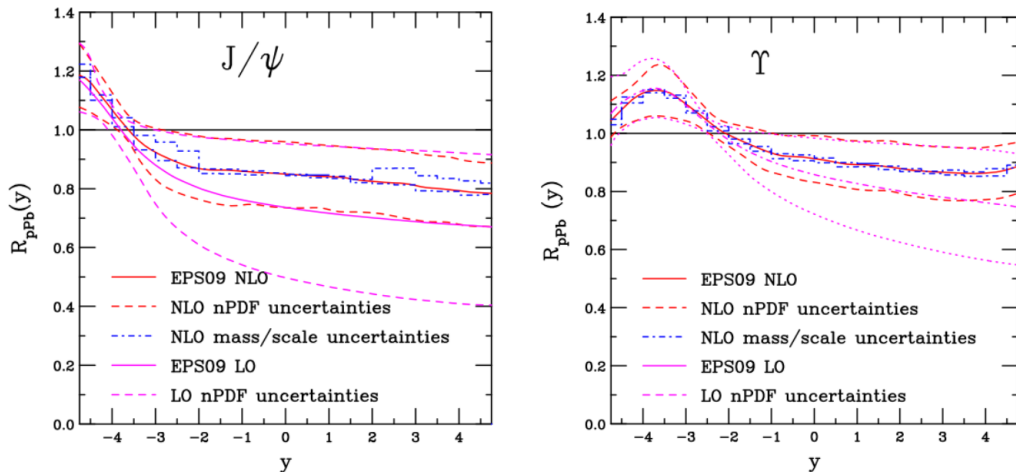 1.4
1.2
1.0
0.8
0.6
0.4
0.2
0.0
R_pPb(y)
J/ψ
EPS09 NLO
NLO nPDF uncertainties
NLO mass/scale uncertainties
EPS09 LO
LO nPDF uncertainties
−4 −3 −2 −1 0 1 2 3 4
y
1.4
1.2
1.0
0.8
0.6
0.4
0.2
0.0
R_pPb(y)
ϒ
EPS09 NLO
NLO nPDF uncertainties
NLO mass/scale uncertainties
EPS09 LO
LO nPDF uncertainties
−4 −3 −2 −1 0 1 2 3 4
y